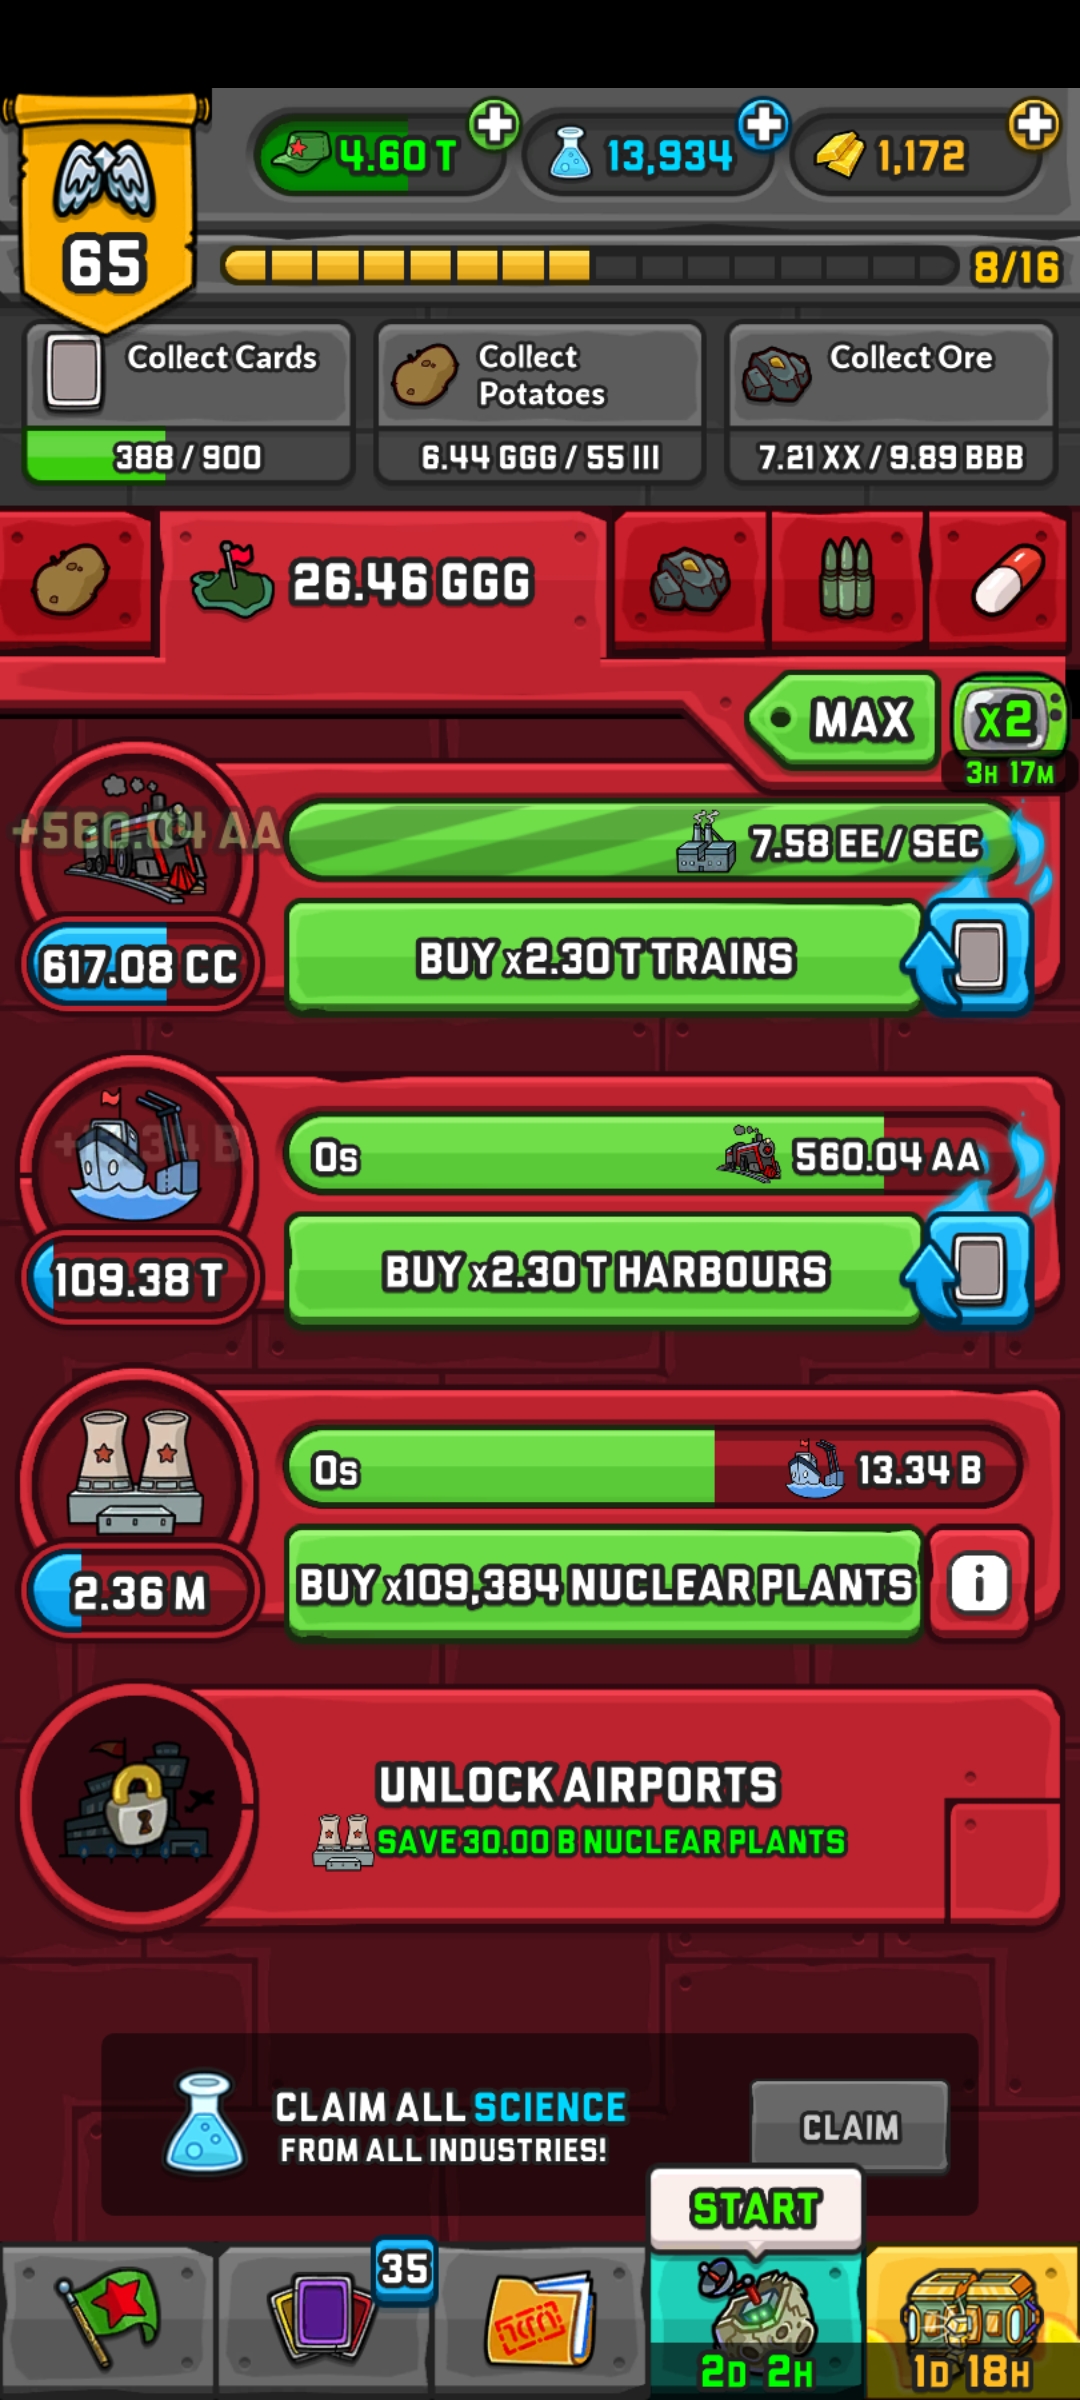 4.60 T
13,934
1,172
65
8/16
Collect Cards
388 / 900
Collect
Potatoes
6.44 GGG / 55 III
Collect Ore
7.21 XX / 9.89 BBB
26.46 GGG
MAX
x2
3H 17M
+560.04 AA
7.58 EE / SEC
617.08 CC
BUY x2.30 T TRAINS
0s
560.04 AA
109.38 T
BUY x2.30 T HARBOURS
0s
13.34 B
2.36 M
BUY x109,384 NUCLEAR PLANTS
i
UNLOCK AIRPORTS
SAVE 30.00 B NUCLEAR PLANTS
CLAIM ALL SCIENCE
FROM ALL INDUSTRIES!
CLAIM
START
35
2D 2H
1D 18H